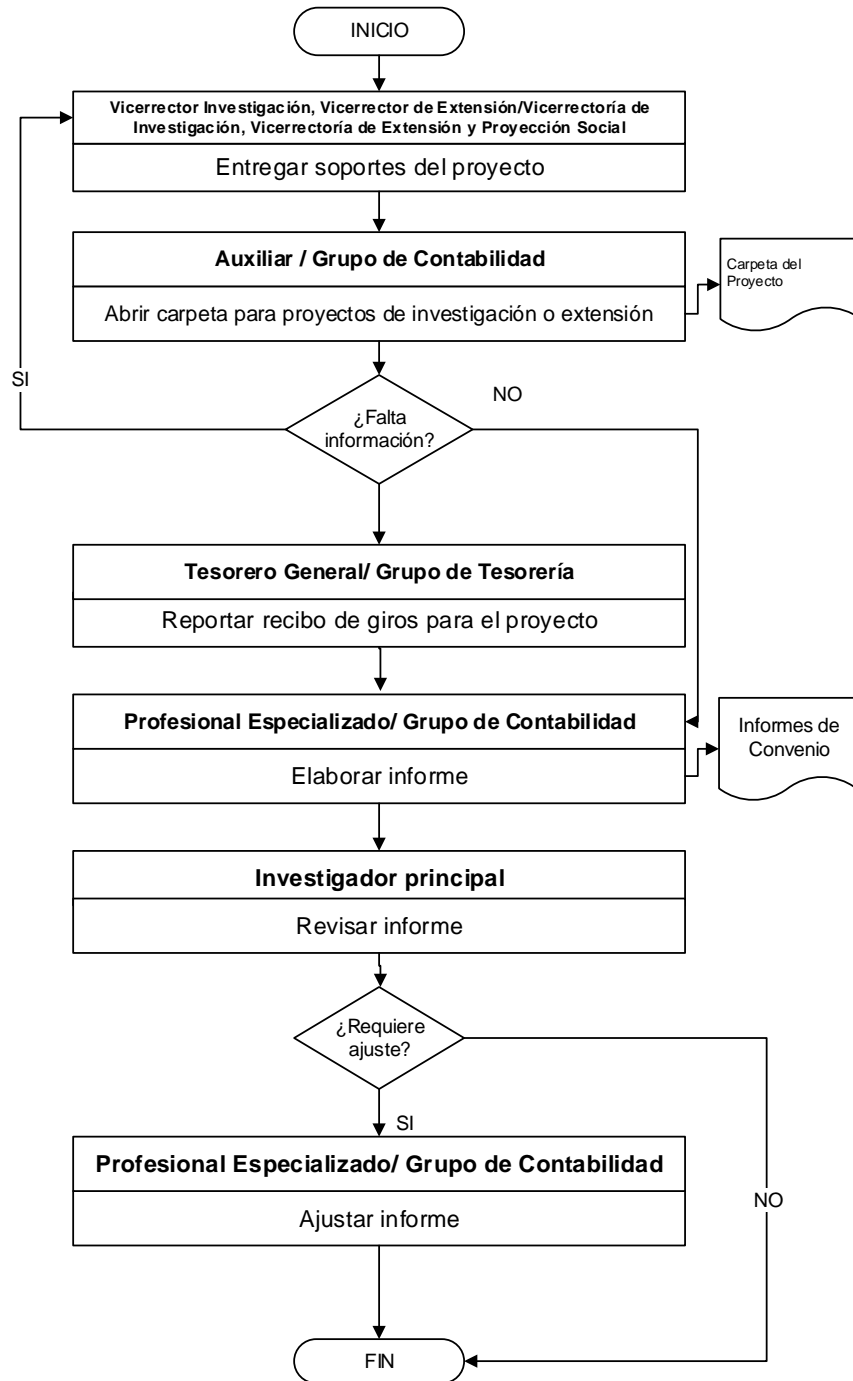 INICIO
Vicerrector Investigación, Vicerrector de Extensión/Vicerrectoría de
Investigación, Vicerrectoría de Extensión y Proyección Social
Entregar soportes del proyecto
Auxiliar / Grupo de Contabilidad
Abrir carpeta para proyectos de investigación o extensión
Carpeta del
Proyecto
SI
NO
¿Falta
información?
Tesorero General/ Grupo de Tesorería
Reportar recibo de giros para el proyecto
Profesional Especializado/ Grupo de Contabilidad
Elaborar informe
Informes de
Convenio
Investigador principal
Revisar informe
¿Requiere
ajuste?
SI
Profesional Especializado/ Grupo de Contabilidad
Ajustar informe
NO
FIN